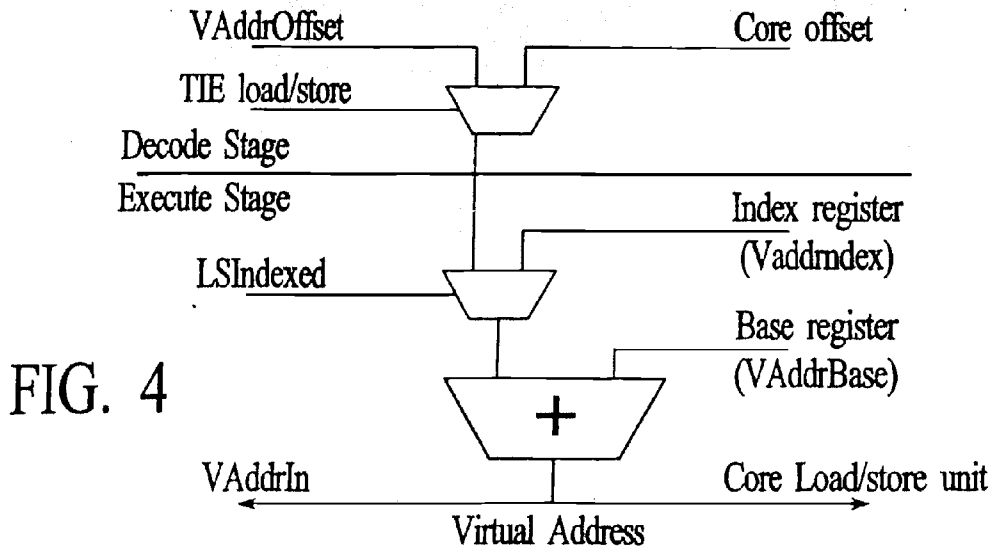 VAddrOffset
Core offset
TIE load/store
Decode Stage
Execute Stage
Index register
(Vaddrndex)
LSIndexed
Base register
(VAddrBase)
FIG. 4
+
VAddrIn
Core Load/store unit
Virtual Address